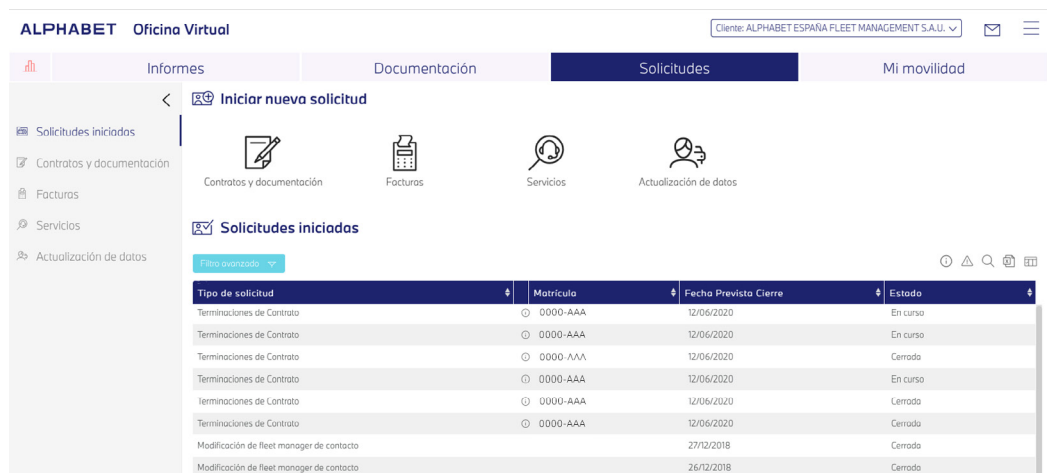 ALPHABET Oficina Virtual
Cliente: ALPHABET ESPAÑA FLEET MANAGEMENT S.A.U.
Informes Documentación Solicitudes Mi movilidad
Solicitudes iniciadas
Contratos y documentación
Facturas
Servicios
Actualización de datos
Iniciar nueva solicitud
Contratos y documentación Facturas Servicios Actualización de datos
Solicitudes iniciadas
Filtro avanzado
Tipo de solicitud Matrícula Fecha Prevista Cierre Estado
Terminaciones de Contrato 0000-AAA 12/06/2020 En curso
Terminaciones de Contrato 0000-AAA 12/06/2020 En curso
Terminaciones de Contrato 0000-AAA 12/06/2020 Cerrada
Terminaciones de Contrato 0000-AAA 12/06/2020 En curso
Terminaciones de Contrato 0000-AAA 12/06/2020 Cerrada
Terminaciones de Contrato 0000-AAA 12/06/2020 Cerrada
Modificación de fleet manager de contacto 27/12/2018 Cerrada
Modificación de fleet manager de contacto 26/12/2018 Cerrada